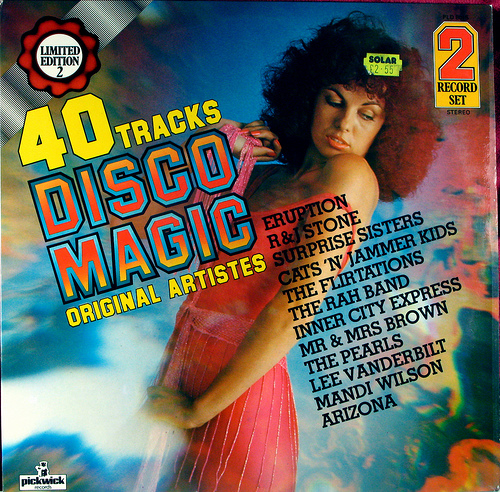 LIMITED
EDITION
2
SOLAR
£2·55
2
RECORD
SET
STEREO
40 TRACKS
DISCO
MAGIC
ORIGINAL ARTISTES
ERUPTION
R&J STONE
SURPRISE SISTERS
CATS 'N' JAMMER KIDS
THE FLIRTATIONS
THE RAH BAND
INNER CITY EXPRESS
MR & MRS BROWN
THE PEARLS
LEE VANDERBILT
MANDI WILSON
ARIZONA
pickwick
records